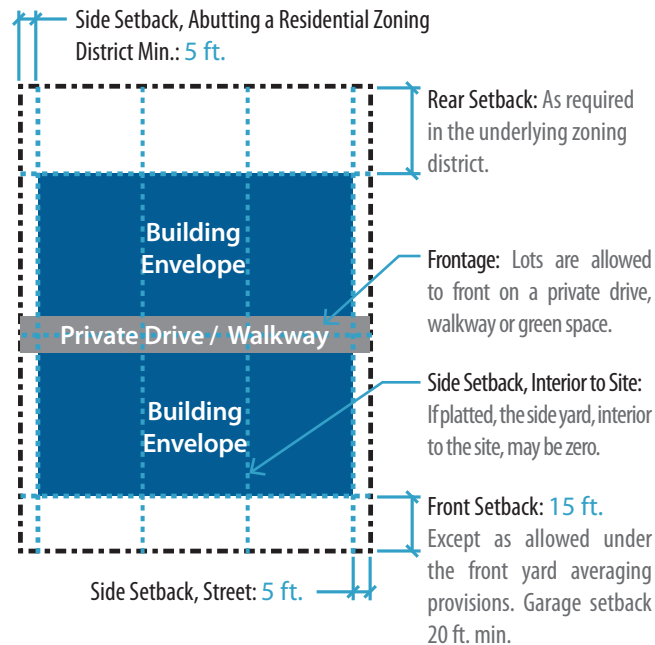 Side Setback, Abutting a Residential Zoning
District Min.: 5 ft.
Rear Setback: As required
in the underlying zoning
district.
Building
Envelope
Frontage: Lots are allowed
to front on a private drive,
walkway or green space.
Private Drive / Walkway
Side Setback, Interior to Site:
If platted, the side yard, interior
to the site, may be zero.
Building
Envelope
Front Setback: 15 ft.
Except as allowed under
the front yard averaging
provisions. Garage setback
20 ft. min.
Side Setback, Street: 5 ft.